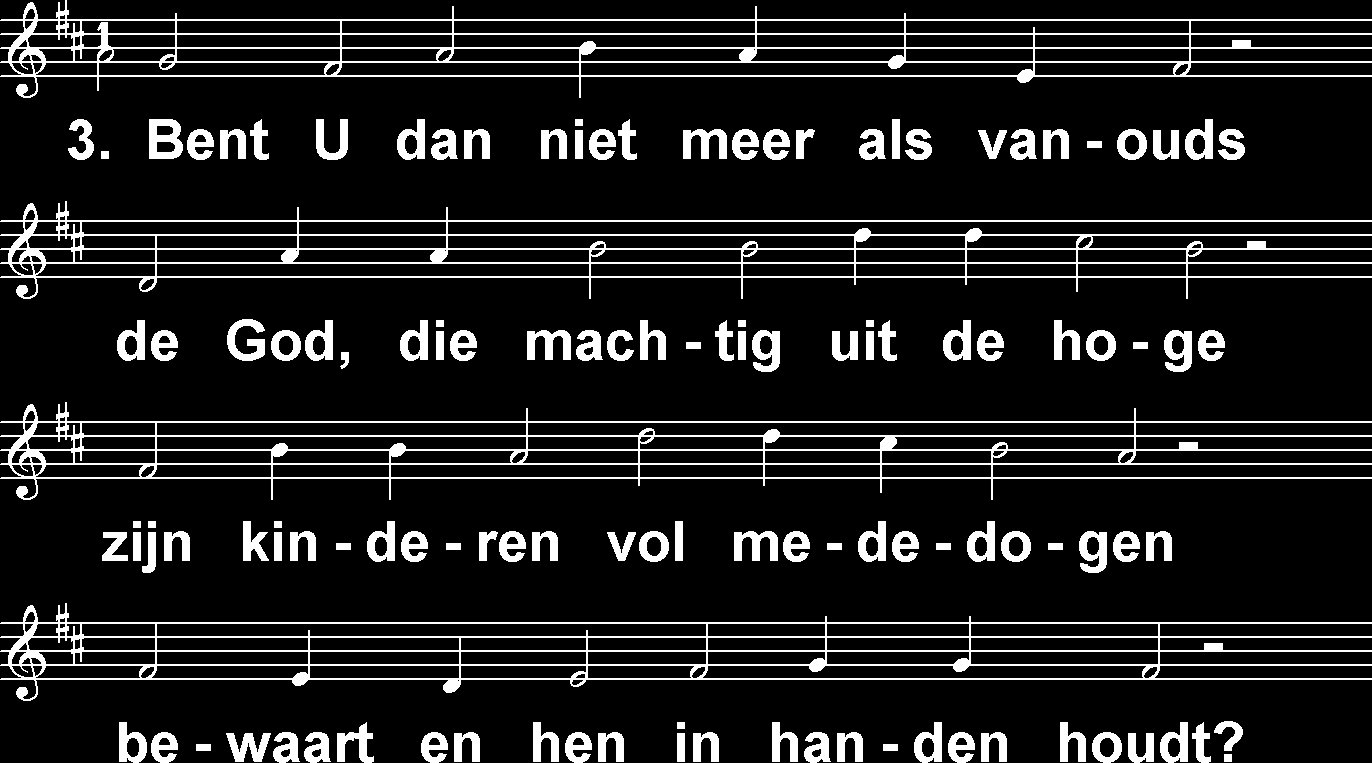 1
3. Bent U dan niet meer als van - ouds
de God, die mach - tig uit de ho - ge
zijn kin - de - ren vol me - de - do - gen
be - waart en hen in han - den houdt?